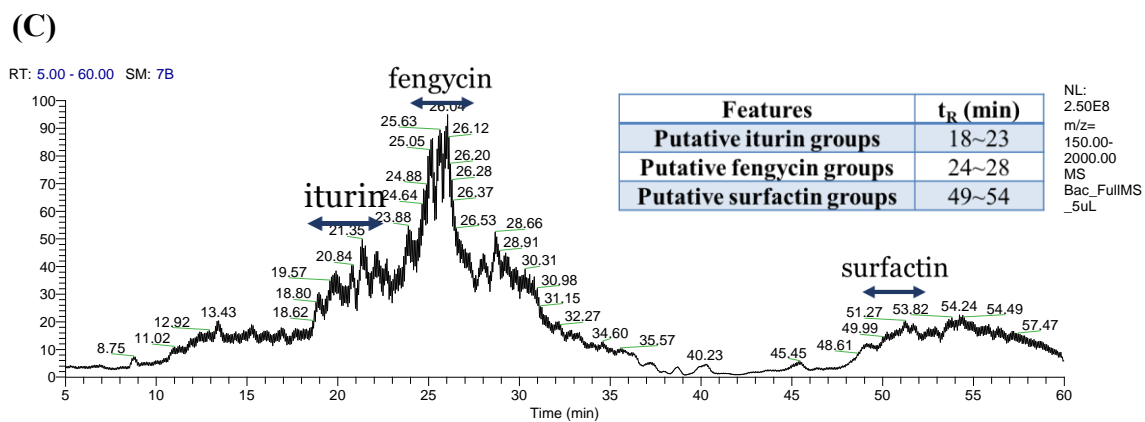 (C)
RT: 5.00 - 60.00 SM: 7B
fengycin
iturin
surfactin
Features tR (min)
Putative iturin groups 18~23
Putative fengycin groups 24~28
Putative surfactin groups 49~54
NL:
2.50E8
m/z=
150.00-
2000.00
MS
Bac_FullMS
_5uL
100
90
80
70
60
50
40
30
20
10
0
8.75
11.02
12.92
13.43
18.62
18.80
19.57
20.84
21.35
23.88
24.64
24.88
25.05
25.63
26.04
26.12
26.20
26.28
26.37
26.53
28.66
28.91
30.31
30.98
31.15
32.27
34.60
35.57
40.23
45.45
48.61
49.99
51.27
53.82
54.24
54.49
57.47
5 10 15 20 25 30 35 40 45 50 55 60
Time (min)